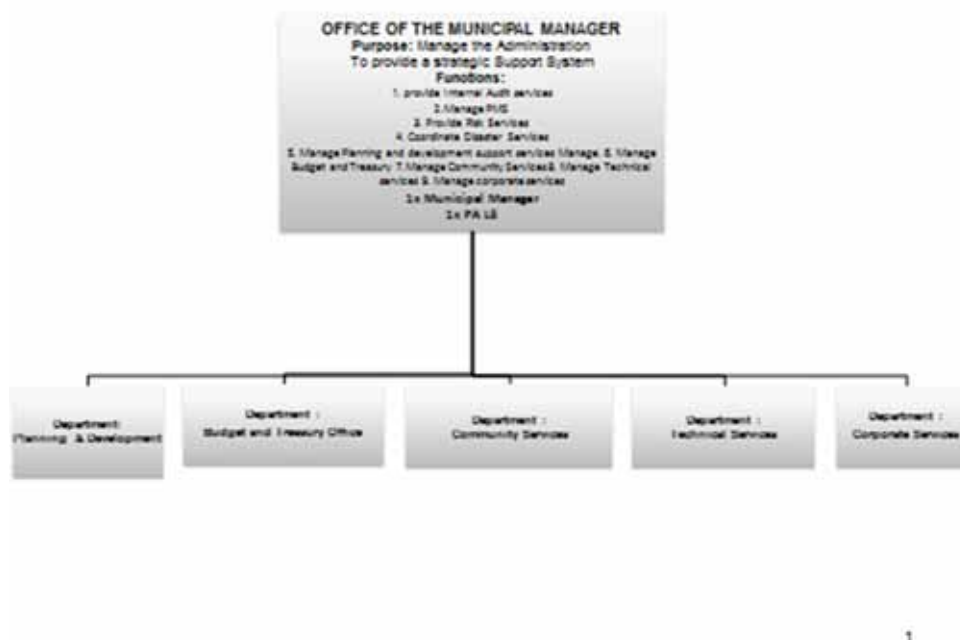 OFFICE OF THE MUNICIPAL MANAGER
Purpose: Manage the Administration
To provide a strategic Support System
Functions:
1. provide Internal Audit services
2.Manage PMS
3. Provide Risk Services
4. Coordinate Disaster Services
5. Manage Planning and development support services Manage. 6. Manage
Budget and Treasury 7.Manage Community Services 8. Manage Technical
services 9. Manage corporate services
1x Municipal Manager
1x PA
Department:
Planning & Development
Department :
Budget and Treasury Office
Department :
Community Services
Department :
Technical Services
Department :
Corporate Services
1